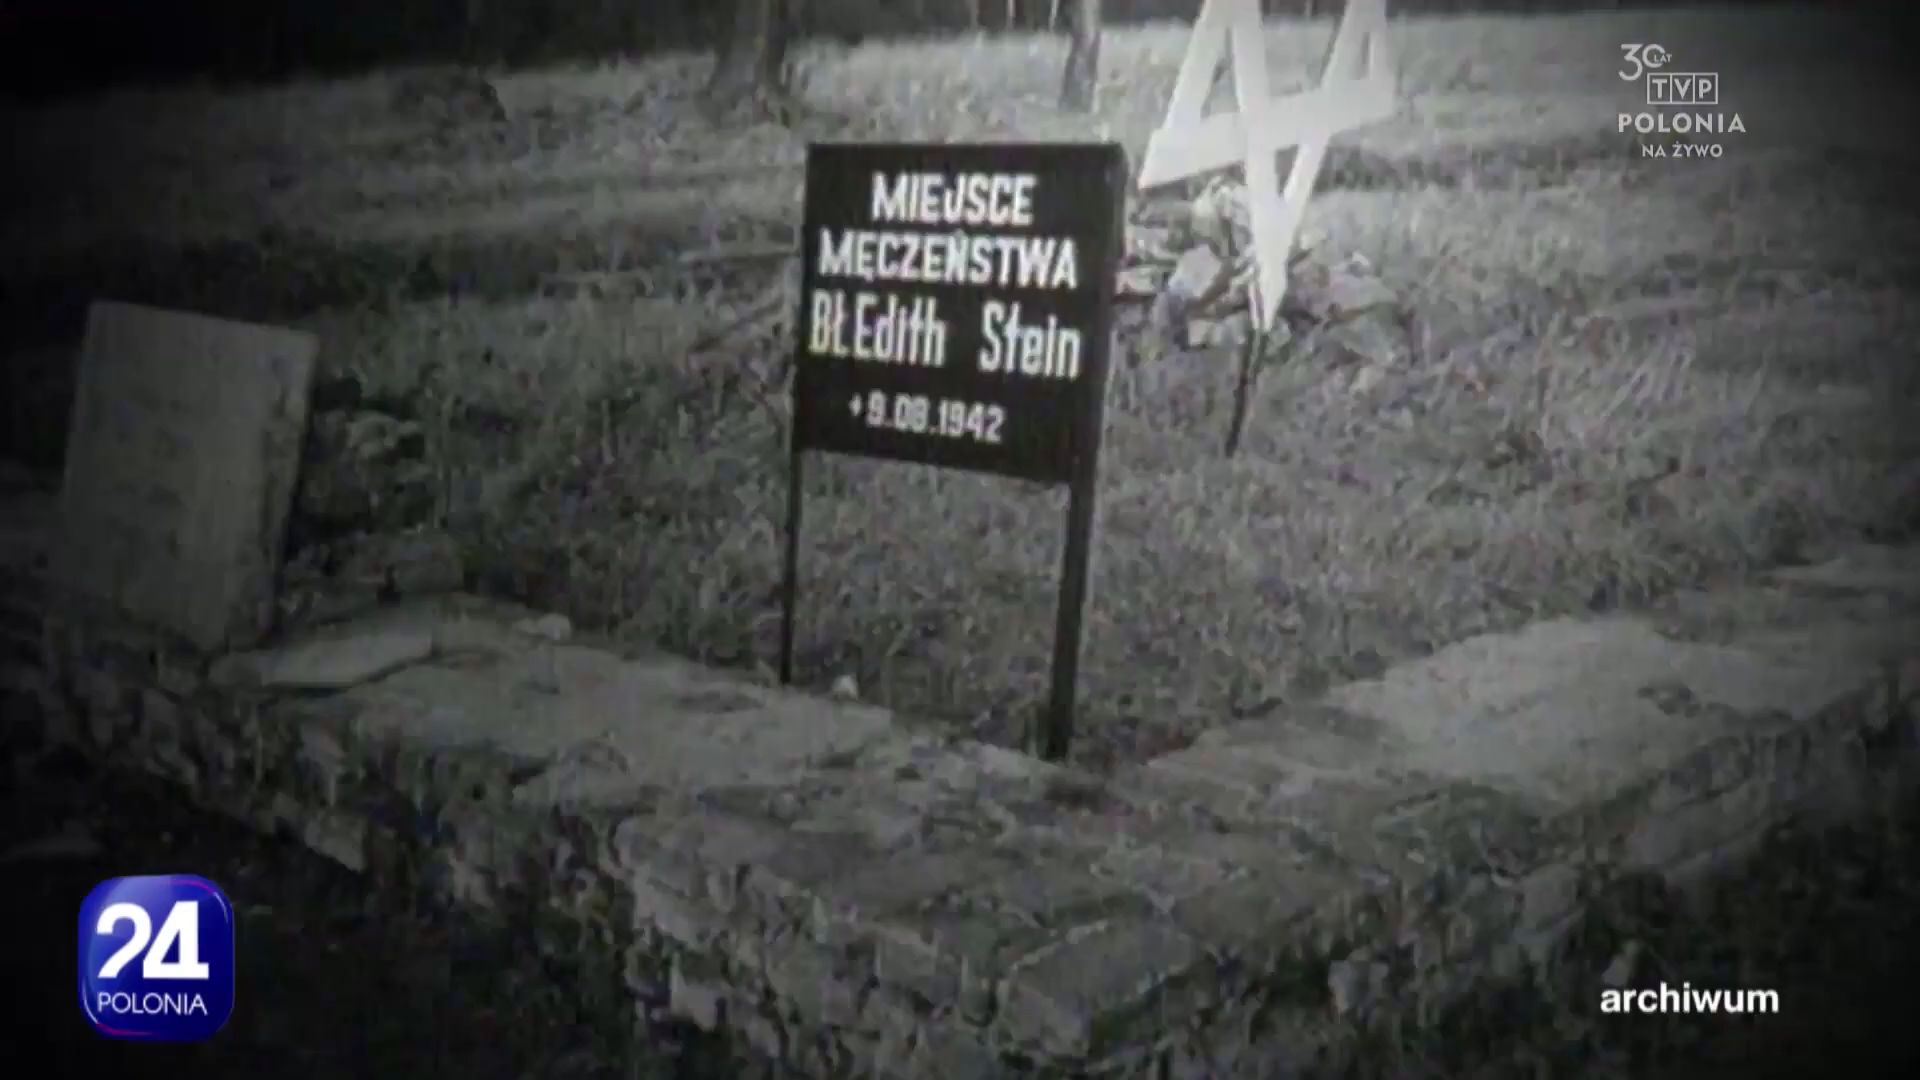 30 LAT
TVP
POLONIA
NA ŻYWO
MIEJSCE
MĘCZEŃSTWA
BŁ.Edith Stein
+9.08.1942
24
POLONIA
archiwum